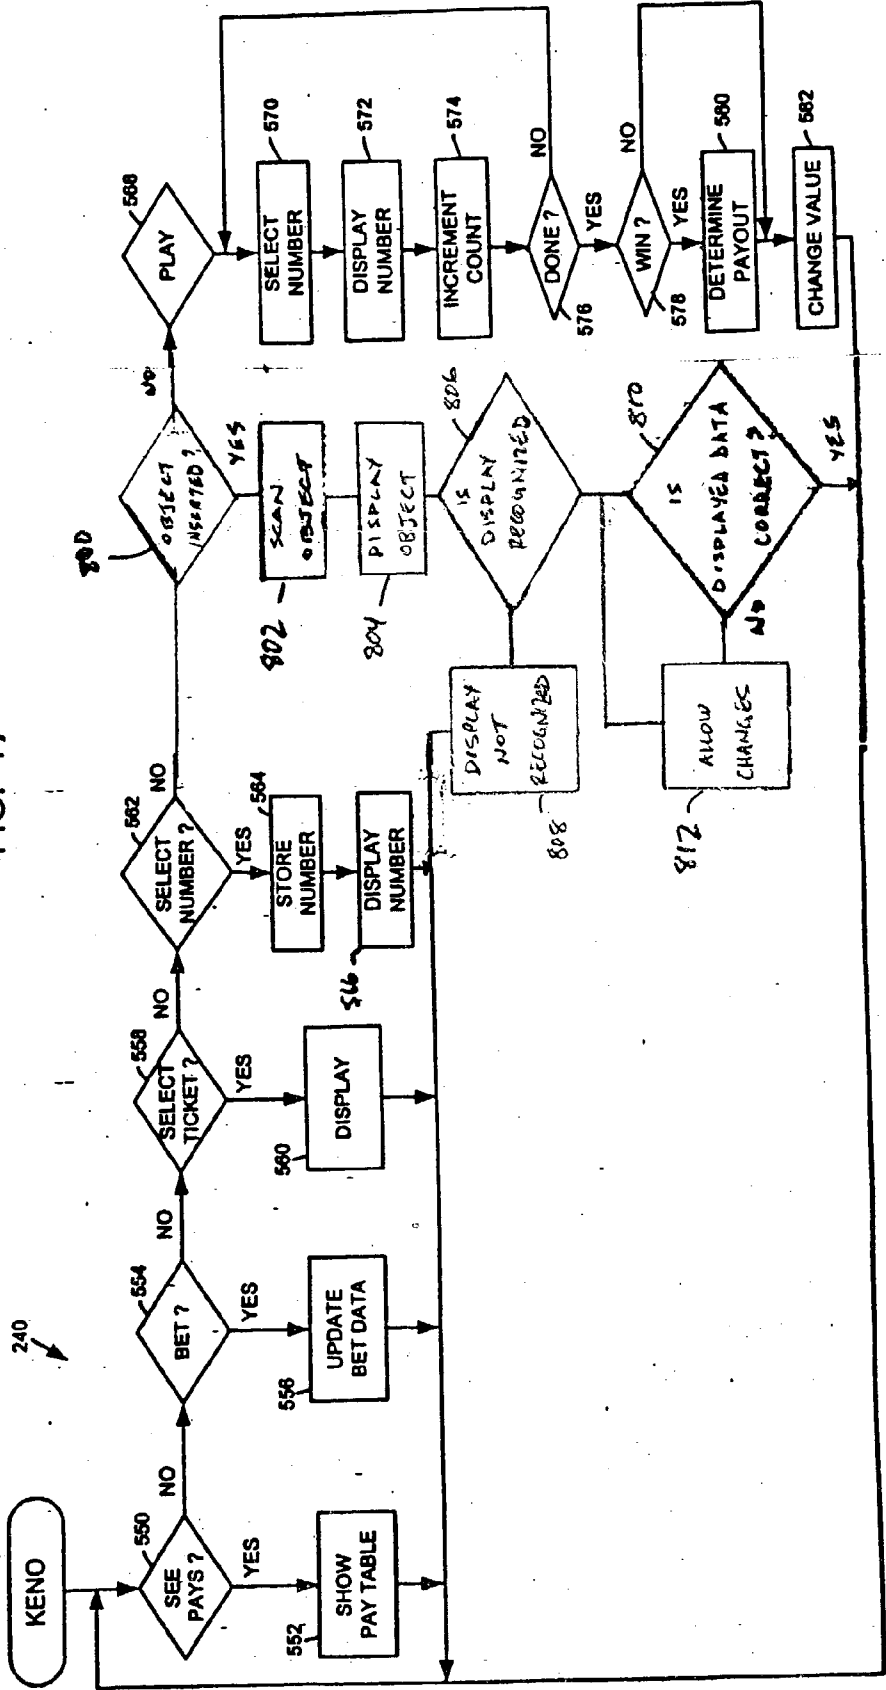 240
KENO
550
SEE
PAYS ?
NO
YES
552
SHOW
PAY TABLE
554
BET ?
NO
YES
556
UPDATE
BET DATA
558
SELECT
TICKET ?
NO
YES
560
DISPLAY
562
SELECT
NUMBER ?
NO
YES
564
STORE
NUMBER
566
DISPLAY
NUMBER
800
OBJECT
INSERTED ?
NO
YES
802
SCAN
OBJECT
804
DISPLAY
OBJECT
806
IS
DISPLAY
RECOGNIZED
808
DISPLAY
NOT
RECOGNIZED
810
IS
DISPLAYED DATA
CORRECT ?
YES
NO
812
ALLOW
CHANGES
568
PLAY
570
SELECT
NUMBER
572
DISPLAY
NUMBER
574
INCREMENT
COUNT
576
DONE ?
NO
YES
578
WIN ?
NO
YES
580
DETERMINE
PAYOUT
582
CHANGE VALUE